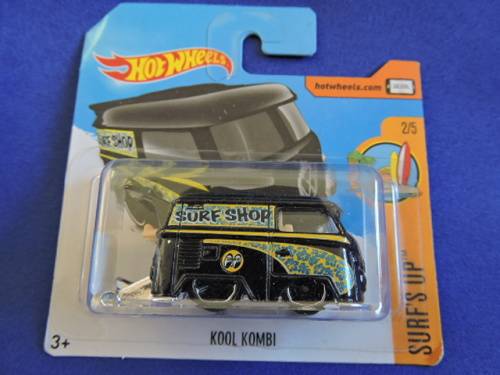 HOT WHEELS
hotwheels.com
2/5
SURF SHOP
SURF SHOP
SURF'S UP
KOOL KOMBI
3+